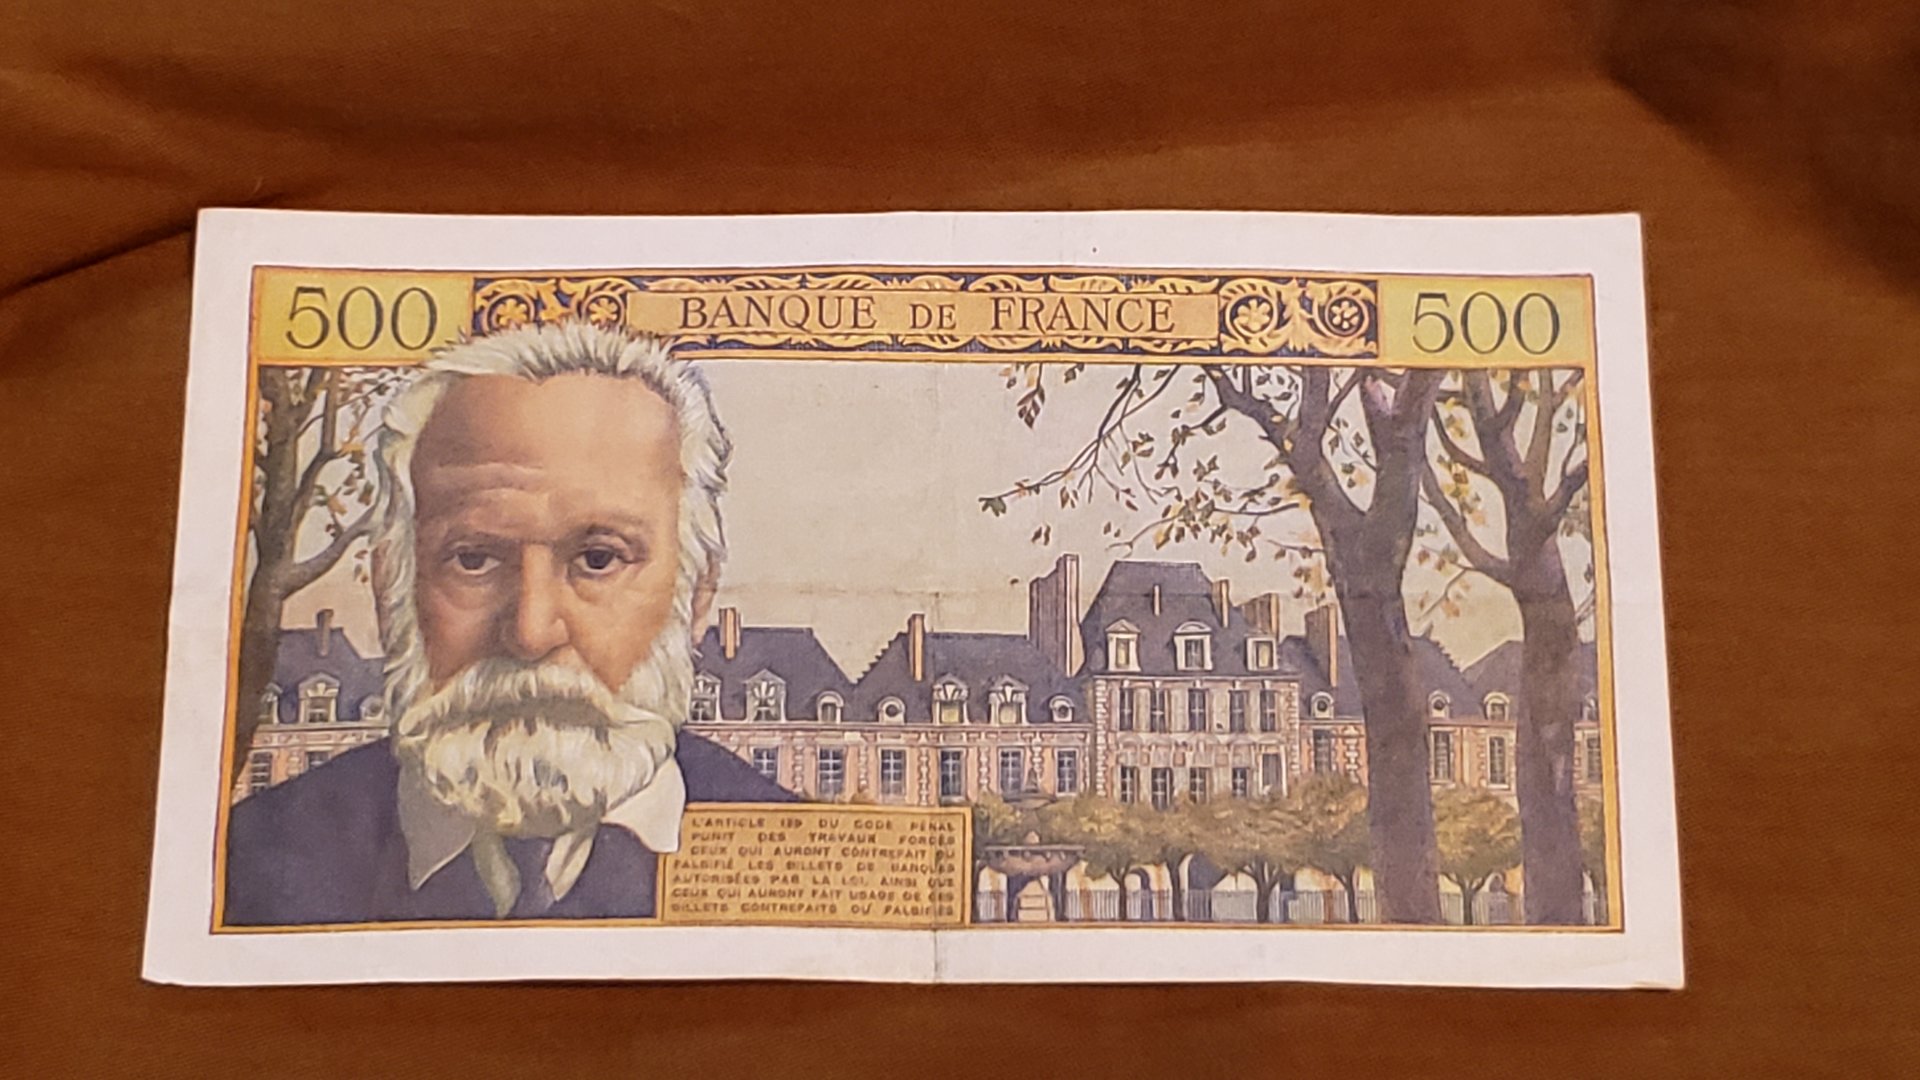 500 BANQUE DE FRANCE 500
L'ARTICLE 139 DU CODE PÉNAL
PUNIT DES TRAVAUX FORCÉS
CEUX QUI AURONT CONTREFAIT OU
FALSIFIÉ LES BILLETS DE BANQUES
AUTORISÉES PAR LA LOI, AINSI QUE
CEUX QUI AURONT FAIT USAGE DE CES
BILLETS CONTREFAITS OU FALSIFIÉS